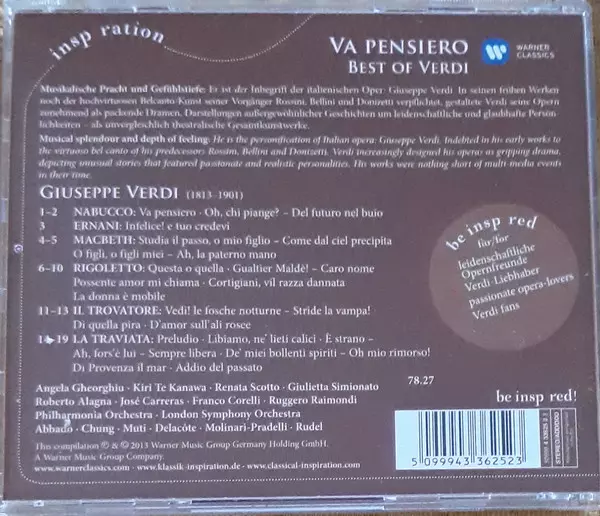 insp ration
VA PENSIERO
BEST OF VERDI
WARNER
CLASSICS
Musikalische Pracht und Gefühlstiefe: Es ist der Inbegriff der italienischen Oper: Giuseppe Verdi. In seinen frühen Werken
noch der hochvirtuosen Belcanto-Kunst seiner Vorgänger Rossini, Bellini und Donizetti verpflichtet, gestaltete Verdi seine Opern
zunehmend als packende Dramen, Darstellungen außergewöhnlicher Geschichten um leidenschaftliche und glaubhafte Persön-
lichkeiten – als unvergleichlich theatralische Gesamtkunstwerke.
Musical splendour and depth of feeling: He is the personification of Italian opera: Giuseppe Verdi. Indebted in his early works to
the virtuoso bel canto of his predecessors Rossini, Bellini and Donizetti, Verdi increasingly designed his operas as gripping drama,
depicting unusual stories that featured passionate and realistic personalities. His works were nothing short of multi-media events
in their time.
GIUSEPPE VERDI (1813–1901)
1–2 NABUCCO: Va pensiero · Oh, chi piange? – Del futuro nel buio
3 ERNANI: Infelice! e tuo credevi
4–5 MACBETH: Studia il passo, o mio figlio – Come dal ciel precipita
O figli, o figli miei – Ah, la paterno mano
6–10 RIGOLETTO: Questa o quella · Gualtier Maldè! – Caro nome
Possente amor mi chiama · Cortigiani, vil razza dannata
La donna è mobile
11–13 IL TROVATORE: Vedi! le fosche notturne – Stride la vampa!
Di quella pira · D'amor sull'ali rosee
14–19 LA TRAVIATA: Preludio · Libiamo, ne' lieti calici · È strano –
Ah, fors'è lui – Sempre libera · De' miei bollenti spiriti – Oh mio rimorso!
Di Provenza il mar · Addio del passato
be insp red
für/for
leidenschaftliche
Opernfreunde
Verdi-Liebhaber
passionate opera-lovers
Verdi fans
Angela Gheorghiu · Kiri Te Kanawa · Renata Scotto · Giulietta Simionato
Roberto Alagna · José Carreras · Franco Corelli · Ruggero Raimondi
Philharmonia Orchestra · London Symphony Orchestra
Abbado · Chung · Muti · Delacôte · Molinari-Pradelli · Rudel
78.27
be insp red!
This compilation ℗ & © 2013 Warner Music Group Germany Holding GmbH.
A Warner Music Group Company.
www.warnerclassics.com · www.klassik-inspiration.de · www.classical-inspiration.com
5 099943 362523